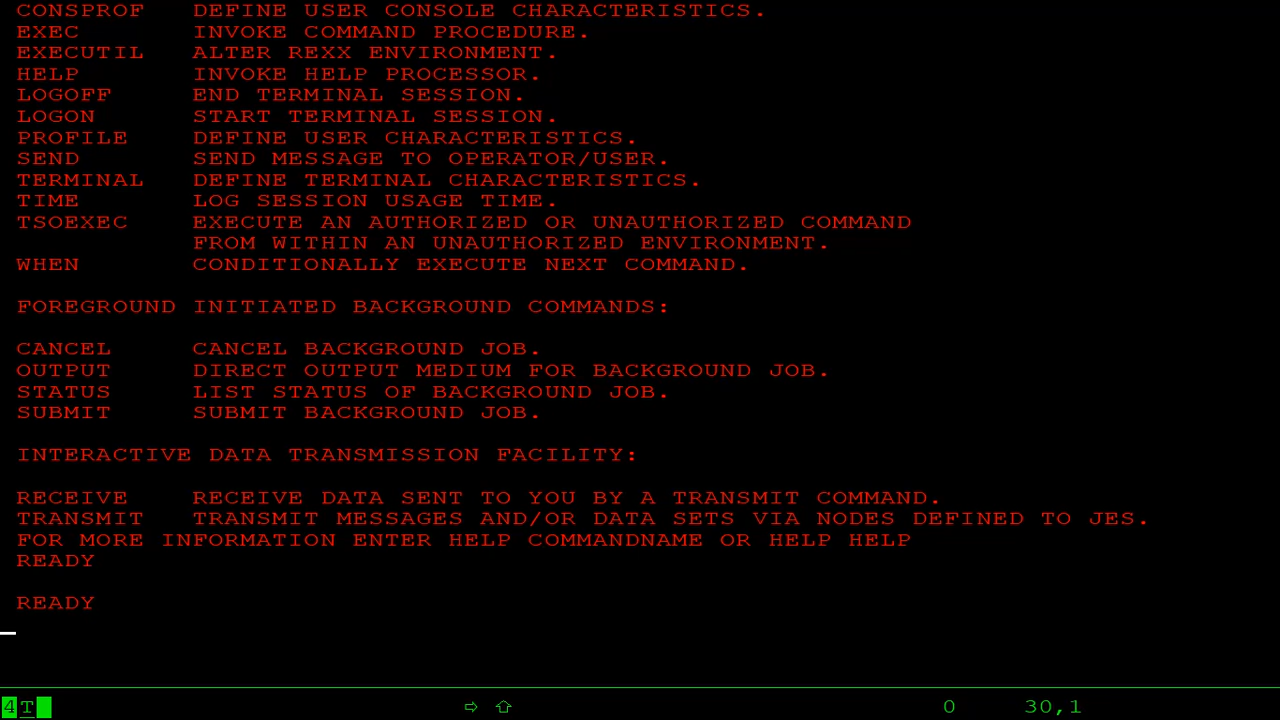 CONSPROF   DEFINE USER CONSOLE CHARACTERISTICS.
EXEC       INVOKE COMMAND PROCEDURE.
EXECUTIL   ALTER REXX ENVIRONMENT.
HELP       INVOKE HELP PROCESSOR.
LOGOFF     END TERMINAL SESSION.
LOGON      START TERMINAL SESSION.
PROFILE    DEFINE USER CHARACTERISTICS.
SEND       SEND MESSAGE TO OPERATOR/USER.
TERMINAL   DEFINE TERMINAL CHARACTERISTICS.
TIME       LOG SESSION USAGE TIME.
TSOEXEC    EXECUTE AN AUTHORIZED OR UNAUTHORIZED COMMAND
           FROM WITHIN AN UNAUTHORIZED ENVIRONMENT.
WHEN       CONDITIONALLY EXECUTE NEXT COMMAND.

FOREGROUND INITIATED BACKGROUND COMMANDS:

CANCEL     CANCEL BACKGROUND JOB.
OUTPUT     DIRECT OUTPUT MEDIUM FOR BACKGROUND JOB.
STATUS     LIST STATUS OF BACKGROUND JOB.
SUBMIT     SUBMIT BACKGROUND JOB.

INTERACTIVE DATA TRANSMISSION FACILITY:

RECEIVE    RECEIVE DATA SENT TO YOU BY A TRANSMIT COMMAND.
TRANSMIT   TRANSMIT MESSAGES AND/OR DATA SETS VIA NODES DEFINED TO JES.
FOR MORE INFORMATION ENTER HELP COMMANDNAME OR HELP HELP
READY

READY
4T ⇨ ⇧ 0 30,1